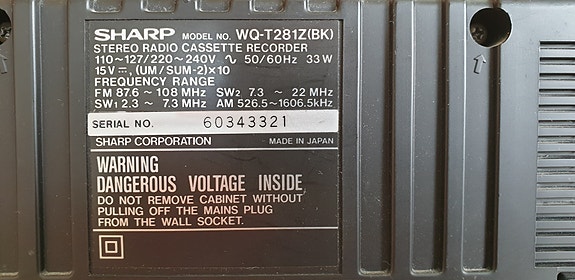 SHARP MODEL NO. WQ-T281Z(BK)
STEREO RADIO CASSETTE RECORDER
110~127/220~240V ∿ 50/60Hz 33W
15V ⎓, (UM/SUM-2)×10
FREQUENCY RANGE
FM 87.6~108 MHz SW2 7.3 ~ 22 MHz
SW1 2.3 ~ 7.3 MHz AM 526.5~1606.5kHz
SERIAL NO. 60343321
SHARP CORPORATION MADE IN JAPAN
WARNING
DANGEROUS VOLTAGE INSIDE,
DO NOT REMOVE CABINET WITHOUT
PULLING OFF THE MAINS PLUG
FROM THE WALL SOCKET.